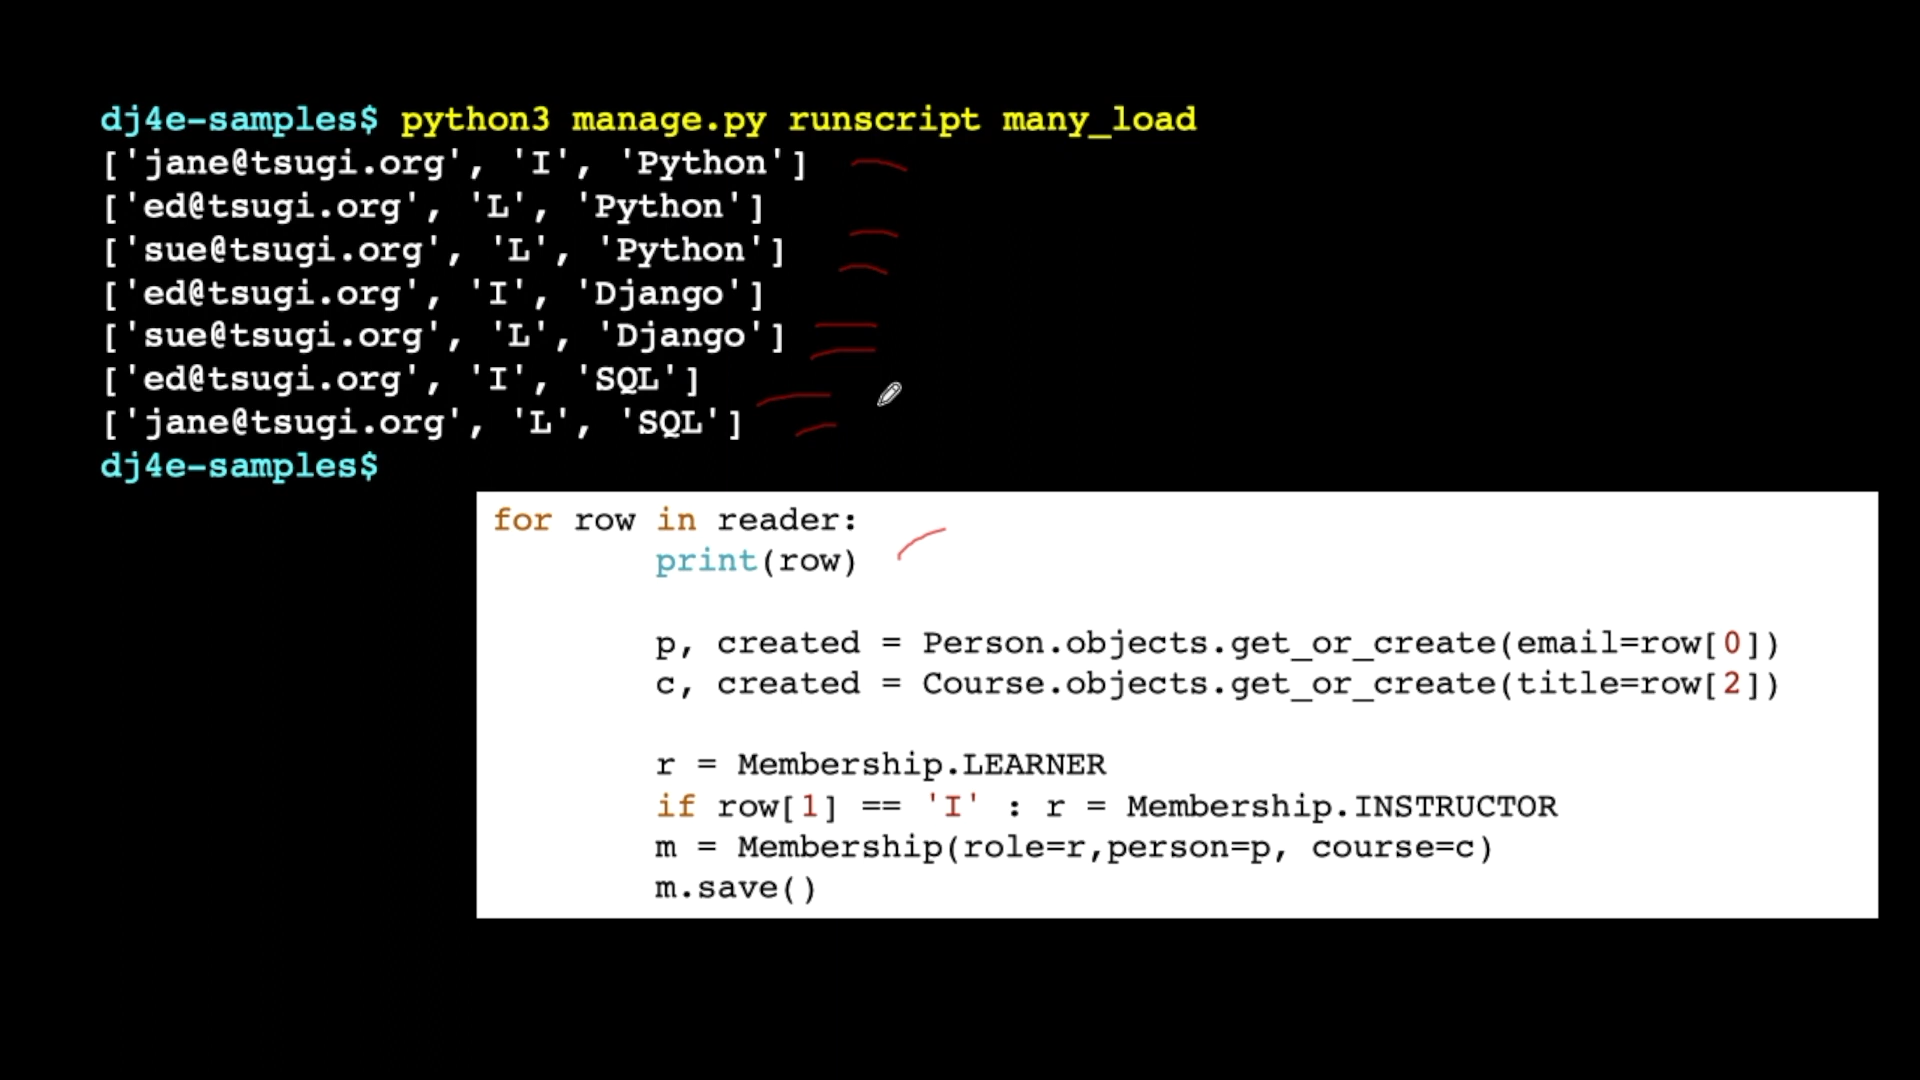 dj4e-samples$ python3 manage.py runscript many_load
['jane@tsugi.org', 'I', 'Python']
['ed@tsugi.org', 'L', 'Python']
['sue@tsugi.org', 'L', 'Python']
['ed@tsugi.org', 'I', 'Django']
['sue@tsugi.org', 'L', 'Django']
['ed@tsugi.org', 'I', 'SQL']
['jane@tsugi.org', 'L', 'SQL']
dj4e-samples$
for row in reader:
        print(row)
        p, created = Person.objects.get_or_create(email=row[0])
        c, created = Course.objects.get_or_create(title=row[2])
        r = Membership.LEARNER
        if row[1] == 'I' : r = Membership.INSTRUCTOR
        m = Membership(role=r,person=p, course=c)
        m.save()